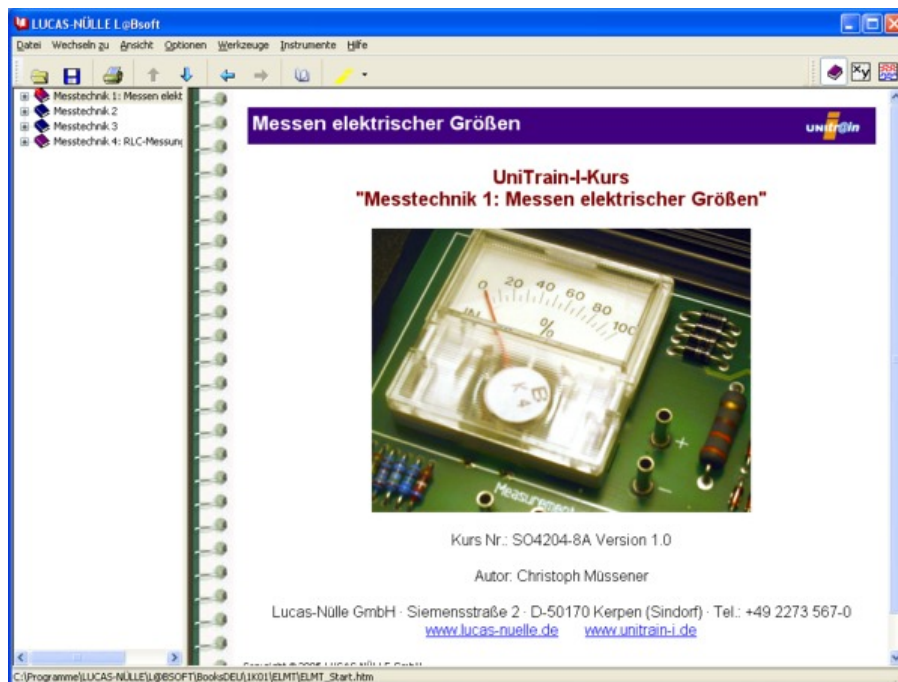 LUCAS-NÜLLE L@Bsoft
Datei Wechseln zu Ansicht Optionen Werkzeuge Instrumente Hilfe
Messtechnik 1: Messen elekt
Messtechnik 2
Messtechnik 3
Messtechnik 4: RLC-Messung
Messen elektrischer Größen
UNITr@in
UniTrain-I-Kurs
"Messtechnik 1: Messen elektrischer Größen"
0 20 40 60 80 100
%
Measurement
+
-
Kurs Nr.: SO4204-8A Version 1.0
Autor: Christoph Müssener
Lucas-Nülle GmbH · Siemensstraße 2 · D-50170 Kerpen (Sindorf) · Tel.: +49 2273 567-0
www.lucas-nuelle.de www.unitrain-i.de
C:\Programme\LUCAS-NÜLLE\L@BSOFT\BooksDEU\1K01\ELMT\ELMT_Start.htm